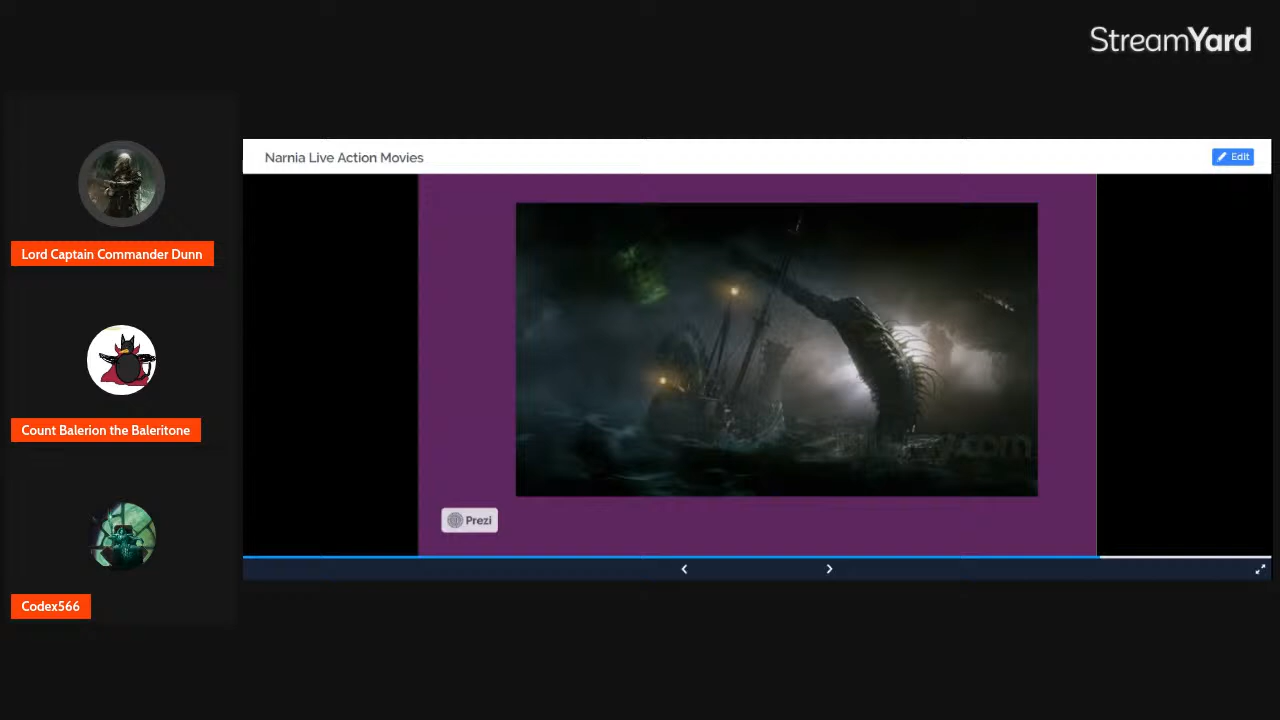 StreamYard
Narnia Live Action Movies
Edit
Lord Captain Commander Dunn
Count Balerion the Baleritone
Prezi
Codex566